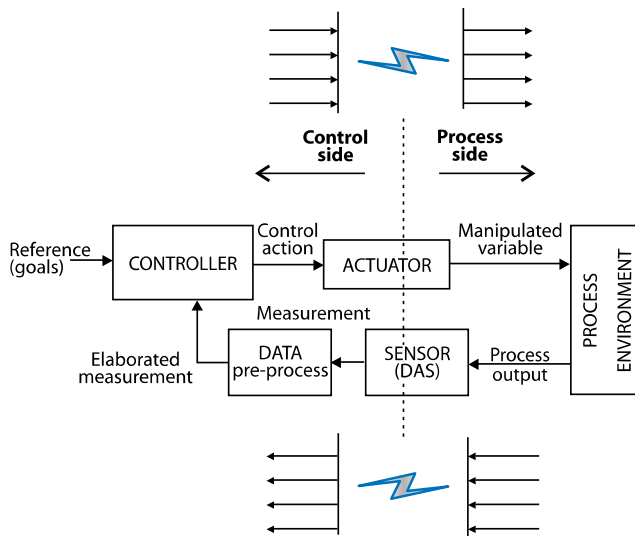 Control
side
Process
side
Reference
(goals)
CONTROLLER
Control
action
ACTUATOR
Manipulated
variable
PROCESS
ENVIRONMENT
Measurement
Elaborated
measurement
DATA
pre-process
SENSOR
(DAS)
Process
output